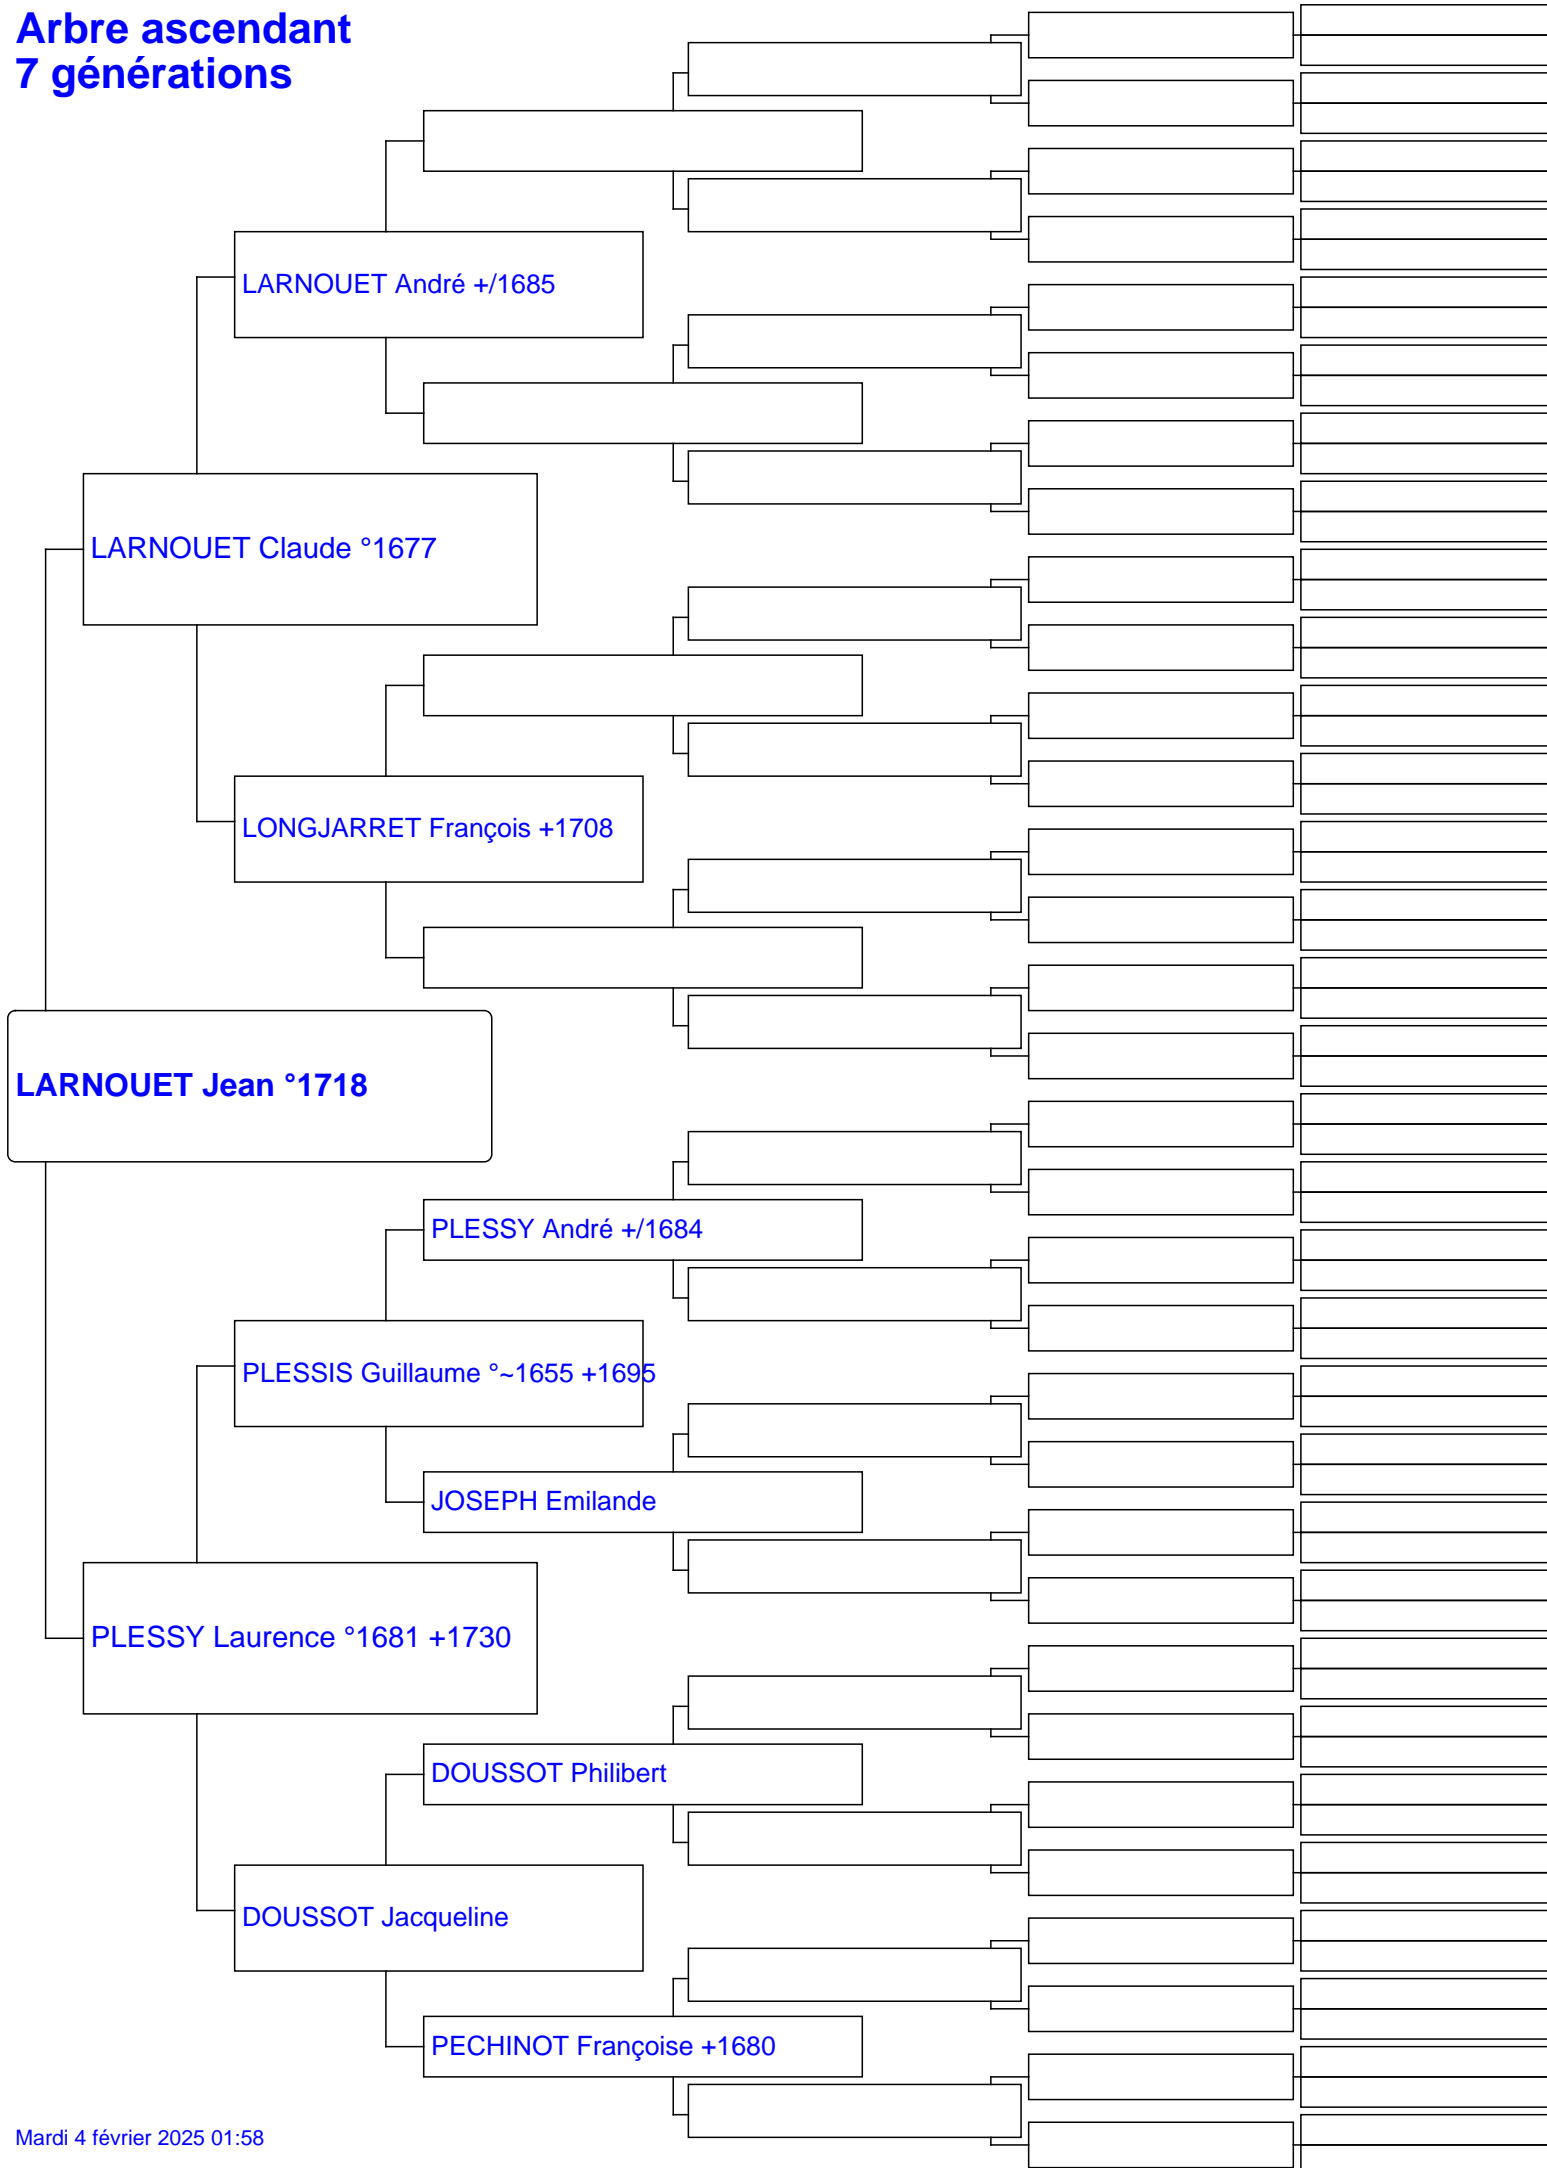 Arbre ascendant
7 générations
LARNOUET André +/1685
LARNOUET Claude °1677
LONGJARRET François +1708
LARNOUET Jean °1718
PLESSY André +/1684
PLESSIS Guillaume °~1655 +1695
JOSEPH Emilande
PLESSY Laurence °1681 +1730
DOUSSOT Philibert
DOUSSOT Jacqueline
PECHINOT Françoise +1680
Mardi 4 février 2025 01:58